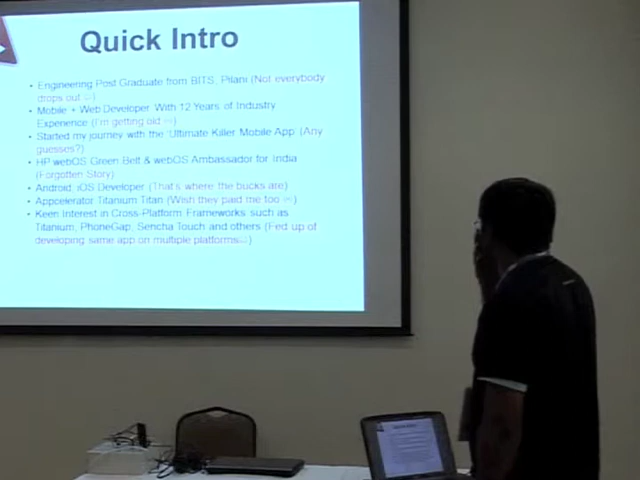 Quick Intro
• Engineering Post Graduate from BITS, Pilani (Not everybody
drops out ☺)
• Mobile + Web Developer With 12 Years of Industry
Experience (I'm getting old ☹)
• Started my journey with the 'Ultimate Killer Mobile App' (Any
guesses?)
• HP webOS Green Belt & webOS Ambassador for India
(Forgotten Story)
• Android, iOS Developer (That's where the bucks are)
• Appcelerator Titanium Titan (Wish they paid me too ☹)
• Keen Interest in Cross-Platform Frameworks such as
Titanium, PhoneGap, Sencha Touch and others (Fed up of
developing same app on multiple platforms☺)